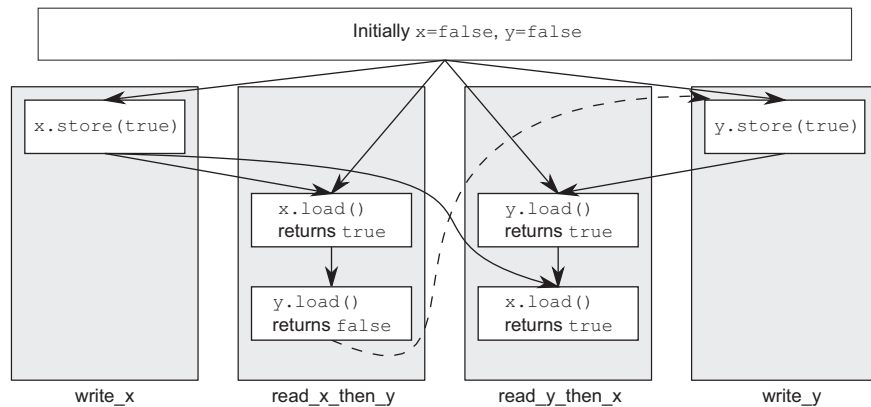 Initially x=false, y=false
x.store(true)
y.store(true)
x.load()
returns true
y.load()
returns true
y.load()
returns false
x.load()
returns true
write_x
read_x_then_y
read_y_then_x
write_y